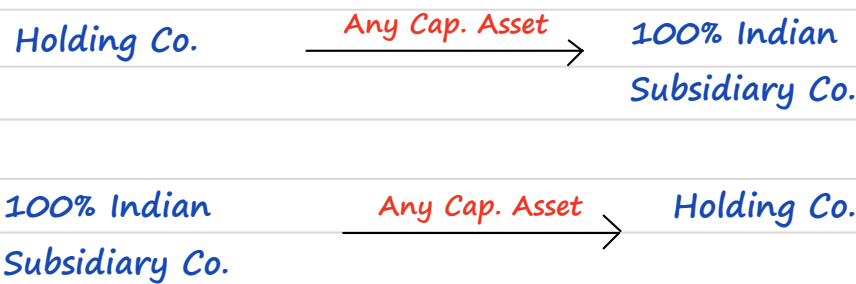 Holding Co. Any Cap. Asset 100% Indian
Subsidiary Co.
100% Indian Any Cap. Asset Holding Co.
Subsidiary Co.